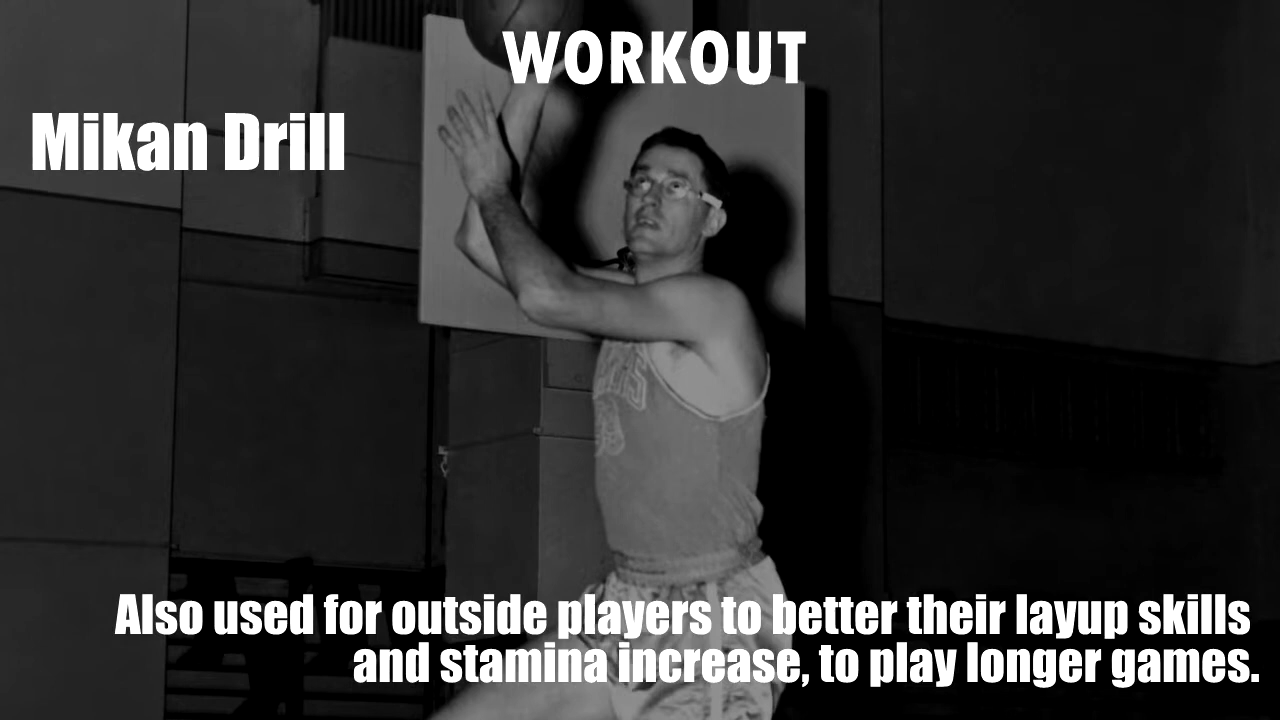 WORKOUT
Mikan Drill
Also used for outside players to better their layup skills
and stamina increase, to play longer games.